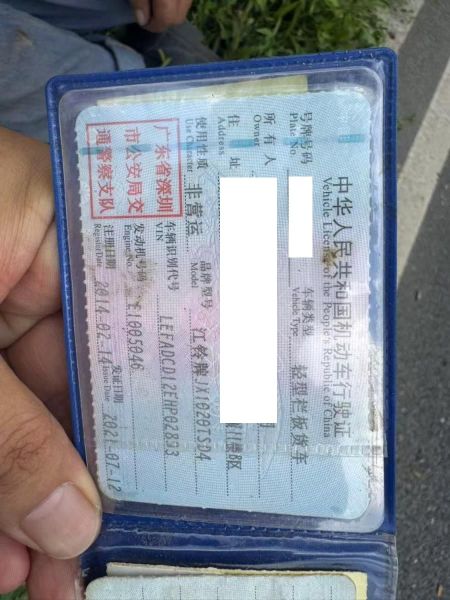 中华人民共和国机动车行驶证
Vehicle License of the People's Republic of China
号牌号码 车辆类型 轻型栏板货车
Plate No. Vehicle Type
所有人
Owner
住址
Address
使用性质 非营运 品牌型号 江铃牌JX1020TSD4
Use Character Model
广东省深圳市公安局交通警察支队
车辆识别代号 LEFADCD12EHP02893
VIN
发动机号码
Engine No.
注册日期 2014-02-14 发证日期 2021-07-12
Register Date Issue Date